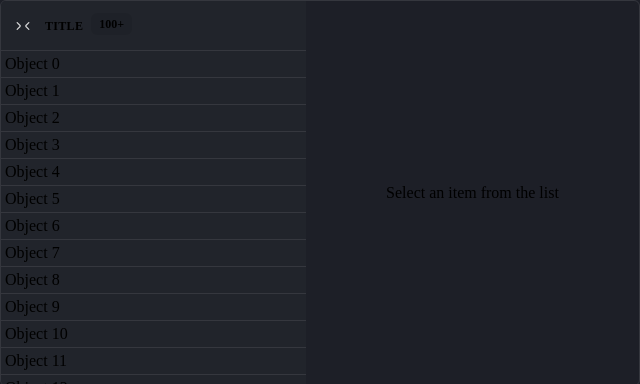 TITLE 100+
Object 0
Object 1
Object 2
Object 3
Object 4
Object 5
Object 6
Object 7
Object 8
Object 9
Object 10
Object 11
Select an item from the list